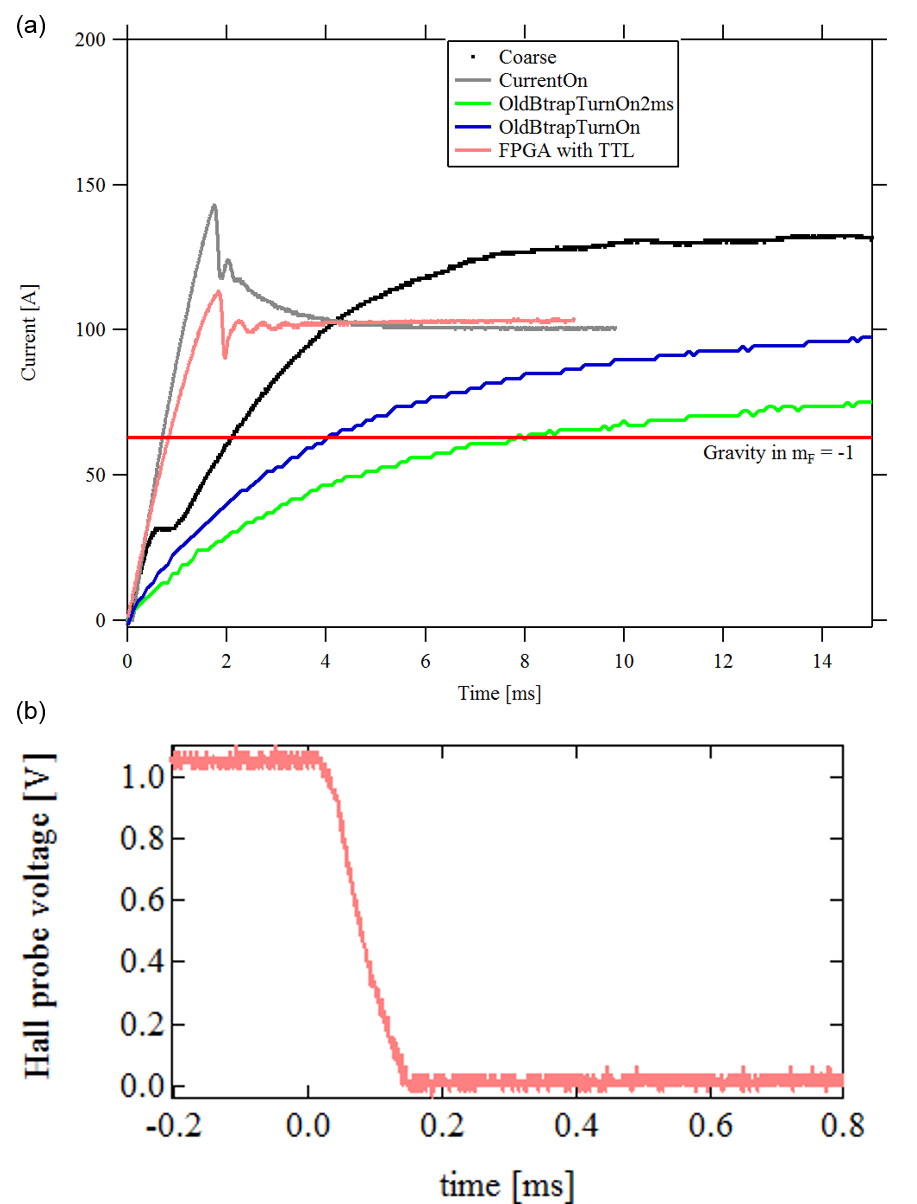 (a)
200
150
100
50
0
Current [A]
Coarse
CurrentOn
OldBtrapTurnOn2ms
OldBtrapTurnOn
FPGA with TTL
Gravity in mF = -1
0 2 4 6 8 10 12 14
Time [ms]
(b)
Hall probe voltage [V]
1.0
0.8
0.6
0.4
0.2
0.0
-0.2 0.0 0.2 0.4 0.6 0.8
time [ms]